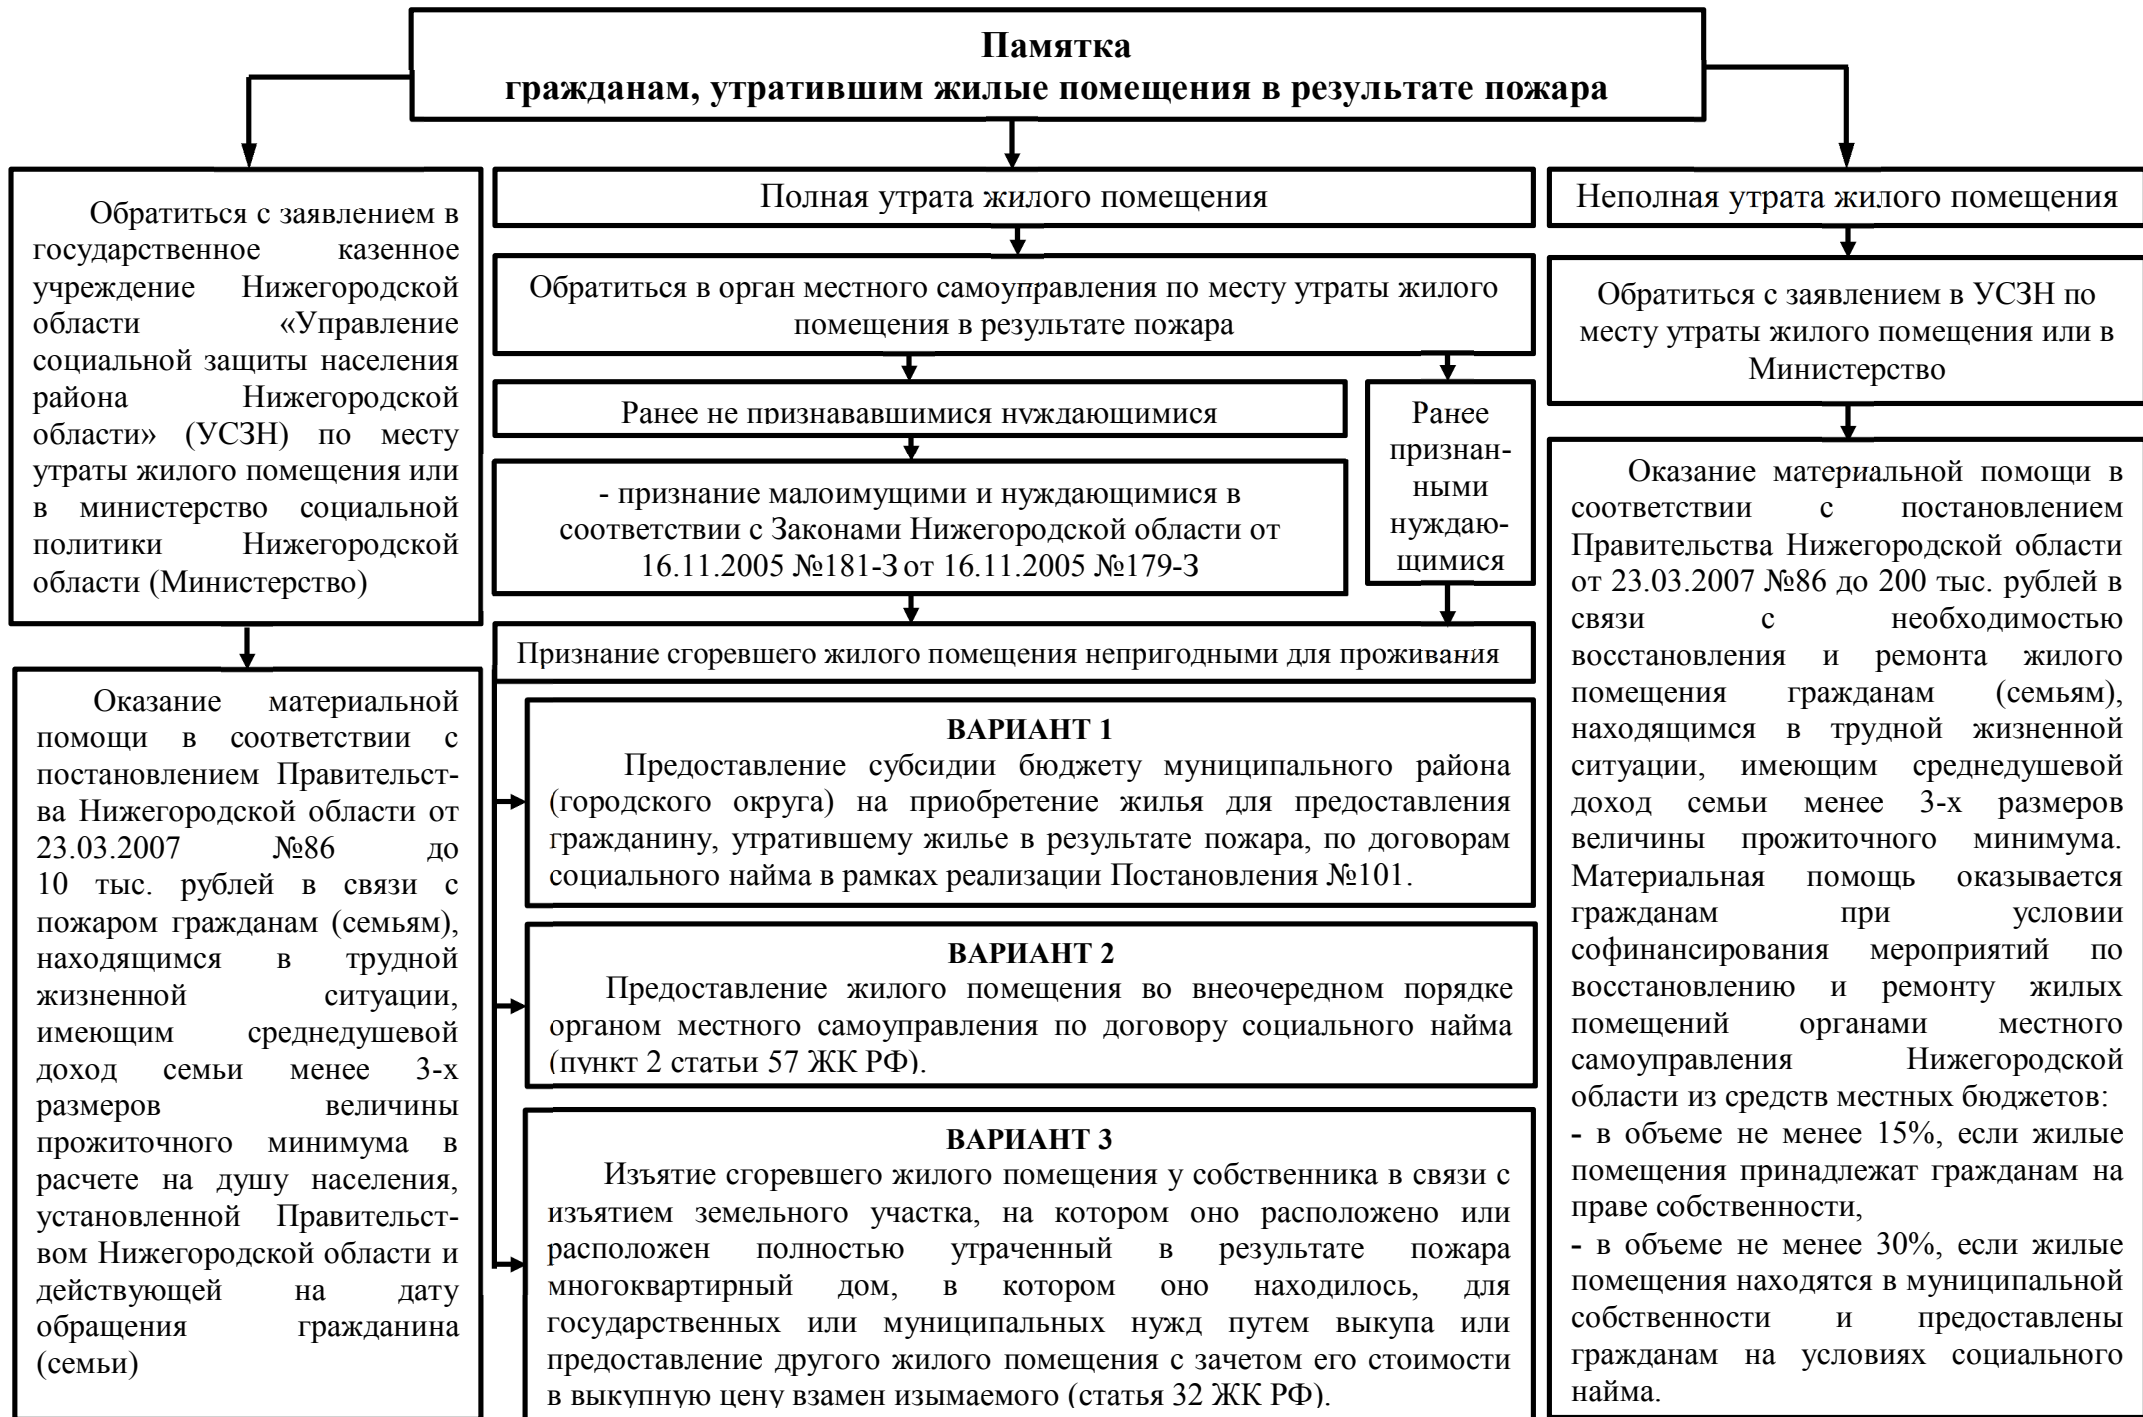 Памятка
гражданам, утратившим жилые помещения в результате пожара
Обратиться с заявлением в
государственное казенное
учреждение Нижегородской
области «Управление
социальной защиты населения
района Нижегородской
области» (УСЗН) по месту
утраты жилого помещения или
в министерство социальной
политики Нижегородской
области (Министерство)
Оказание материальной
помощи в соответствии с
постановлением Правительст-
ва Нижегородской области от
23.03.2007 №86 до
10 тыс. рублей в связи с
пожаром гражданам (семьям),
находящимся в трудной
жизненной ситуации,
имеющим среднедушевой
доход семьи менее 3-х
размеров величины
прожиточного минимума в
расчете на душу населения,
установленной Правительст-
вом Нижегородской области и
действующей на дату
обращения гражданина
(семьи)
Полная утрата жилого помещения
Обратиться в орган местного самоуправления по месту утраты жилого
помещения в результате пожара
Ранее не признававшимися нуждающимися
- признание малоимущими и нуждающимися в
соответствии с Законами Нижегородской области от
16.11.2005 №181-З от 16.11.2005 №179-З
Ранее
признан-
ными
нуждаю-
щимися
Признание сгоревшего жилого помещения непригодными для проживания
ВАРИАНТ 1
Предоставление субсидии бюджету муниципального района
(городского округа) на приобретение жилья для предоставления
гражданину, утратившему жилье в результате пожара, по договорам
социального найма в рамках реализации Постановления №101.
ВАРИАНТ 2
Предоставление жилого помещения во внеочередном порядке
органом местного самоуправления по договору социального найма
(пункт 2 статьи 57 ЖК РФ).
ВАРИАНТ 3
Изъятие сгоревшего жилого помещения у собственника в связи с
изъятием земельного участка, на котором оно расположено или
расположен полностью утраченный в результате пожара
многоквартирный дом, в котором оно находилось, для
государственных или муниципальных нужд путем выкупа или
предоставление другого жилого помещения с зачетом его стоимости
в выкупную цену взамен изымаемого (статья 32 ЖК РФ).
Неполная утрата жилого помещения
Обратиться с заявлением в УСЗН по
месту утраты жилого помещения или в
Министерство
Оказание материальной помощи в
соответствии с постановлением
Правительства Нижегородской области
от 23.03.2007 №86 до 200 тыс. рублей в
связи с необходимостью
восстановления и ремонта жилого
помещения гражданам (семьям),
находящимся в трудной жизненной
ситуации, имеющим среднедушевой
доход семьи менее 3-х размеров
величины прожиточного минимума.
Материальная помощь оказывается
гражданам при условии
софинансирования мероприятий по
восстановлению и ремонту жилых
помещений органами местного
самоуправления Нижегородской
области из средств местных бюджетов:
- в объеме не менее 15%, если жилые
помещения принадлежат гражданам на
праве собственности,
- в объеме не менее 30%, если жилые
помещения находятся в муниципальной
собственности и предоставлены
гражданам на условиях социального
найма.